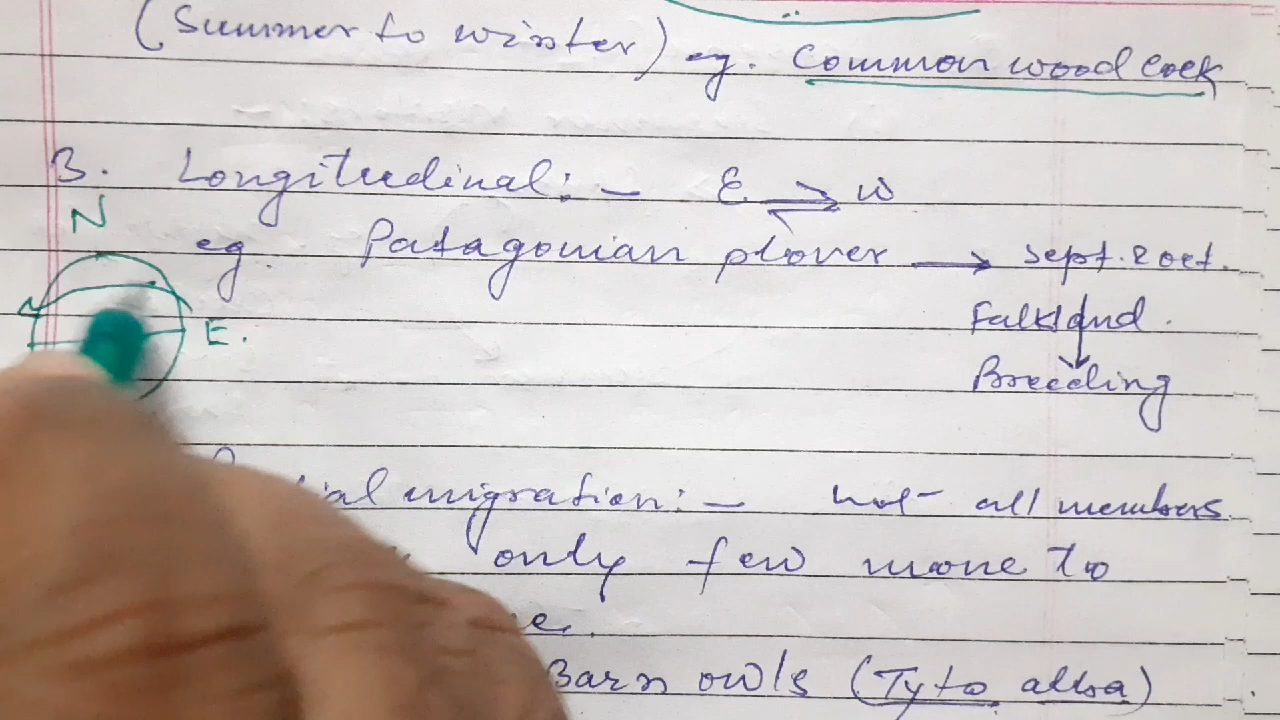 (Summer to winter) eg. Common wood cock
3. Longitudinal: - E ⇌ W
N
eg. Patagonian plover → Sept. & Oct.
Falkland.
E.
Breeding
migration: - not all members
only few move to
Barn owls (Tyto alba)